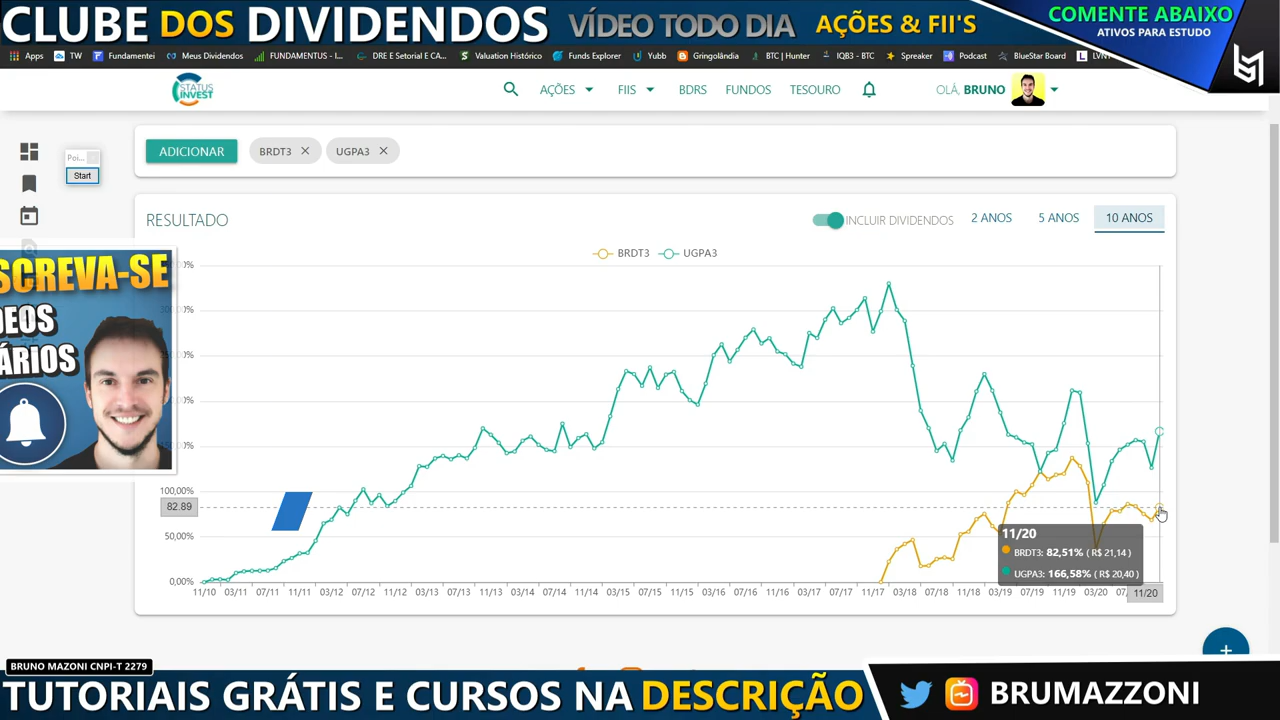 CLUBE DOS DIVIDENDOS VÍDEO TODO DIA AÇÕES & FII'S
COMENTE ABAIXO
ATIVOS PARA ESTUDO
Apps TW Fundamentei Meus Dividendos FUNDAMENTUS - I... DRE E Setorial E CA... Valuation Histórico Funds Explorer Yubb Gringolândia BTC | Hunter IQB3 - BTC Spreaker Podcast BlueStar Board
STATUS INVEST
AÇÕES FIIS BDRS FUNDOS TESOURO OLÁ, BRUNO
ADICIONAR BRDT3 UGPA3
Poi...
Start
RESULTADO INCLUIR DIVIDENDOS 2 ANOS 5 ANOS 10 ANOS
BRDT3 UGPA3
SCREVA-SE
DEOS
ÁRIOS
100,00%
82.89
50,00%
0,00%
11/20
BRDT3: 82,51% ( R$ 21,14 )
UGPA3: 166,58% ( R$ 20,40 )
11/10 03/11 07/11 11/11 03/12 07/12 11/12 03/13 07/13 11/13 03/14 07/14 11/14 03/15 07/15 11/15 03/16 07/16 11/16 03/17 07/17 11/17 03/18 07/18 11/18 03/19 07/19 11/19 03/20 11/20
BRUNO MAZONI CNPI-T 2279
TUTORIAIS GRÁTIS E CURSOS NA DESCRIÇÃO
BRUMAZZONI